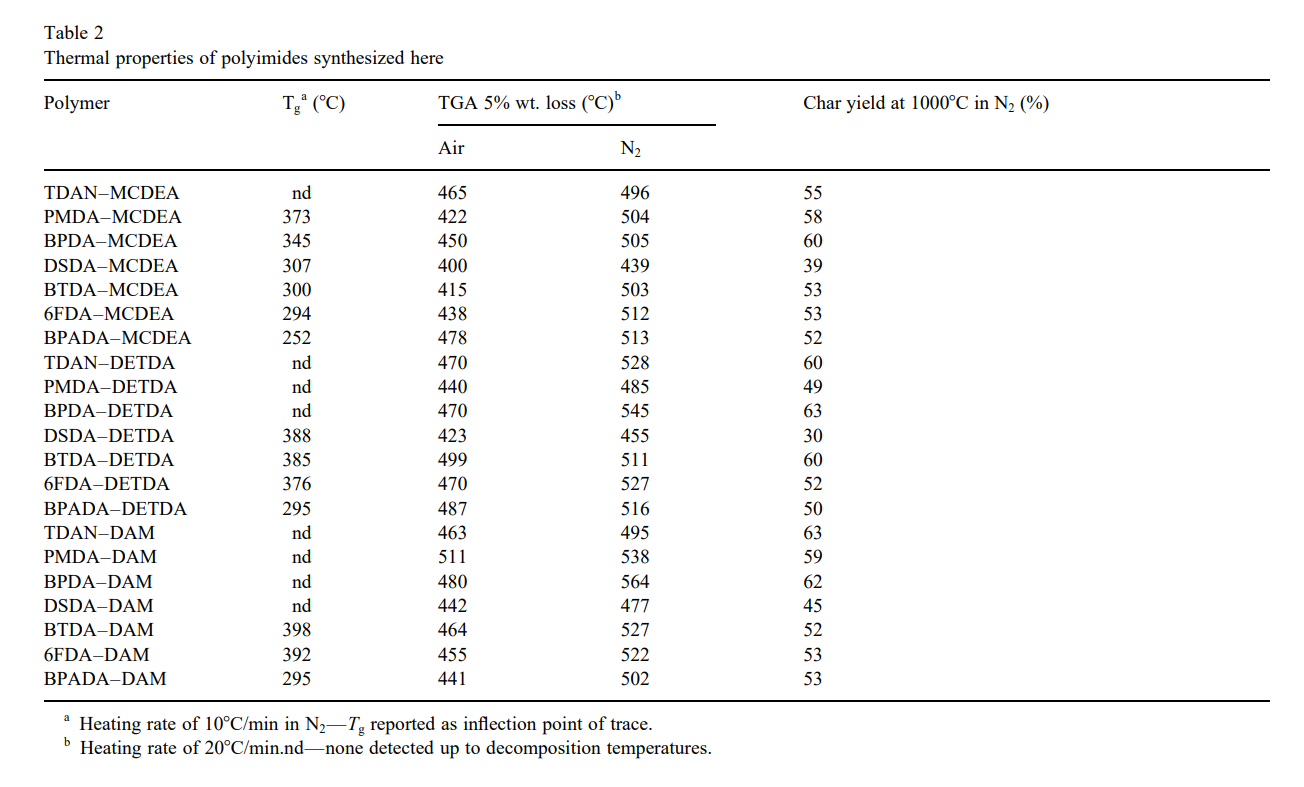 Table 2
Thermal properties of polyimides synthesized here
Polymer Tgᵃ (°C) TGA 5% wt. loss (°C)ᵇ Char yield at 1000°C in N₂ (%)
Air N₂
TDAN–MCDEA nd 465 496 55
PMDA–MCDEA 373 422 504 58
BPDA–MCDEA 345 450 505 60
DSDA–MCDEA 307 400 439 39
BTDA–MCDEA 300 415 503 53
6FDA–MCDEA 294 438 512 53
BPADA–MCDEA 252 478 513 52
TDAN–DETDA nd 470 528 60
PMDA–DETDA nd 440 485 49
BPDA–DETDA nd 470 545 63
DSDA–DETDA 388 423 455 30
BTDA–DETDA 385 499 511 60
6FDA–DETDA 376 470 527 52
BPADA–DETDA 295 487 516 50
TDAN–DAM nd 463 495 63
PMDA–DAM nd 511 538 59
BPDA–DAM nd 480 564 62
DSDA–DAM nd 442 477 45
BTDA–DAM 398 464 527 52
6FDA–DAM 392 455 522 53
BPADA–DAM 295 441 502 53
ᵃ Heating rate of 10°C/min in N₂—Tg reported as inflection point of trace.
ᵇ Heating rate of 20°C/min.nd—none detected up to decomposition temperatures.